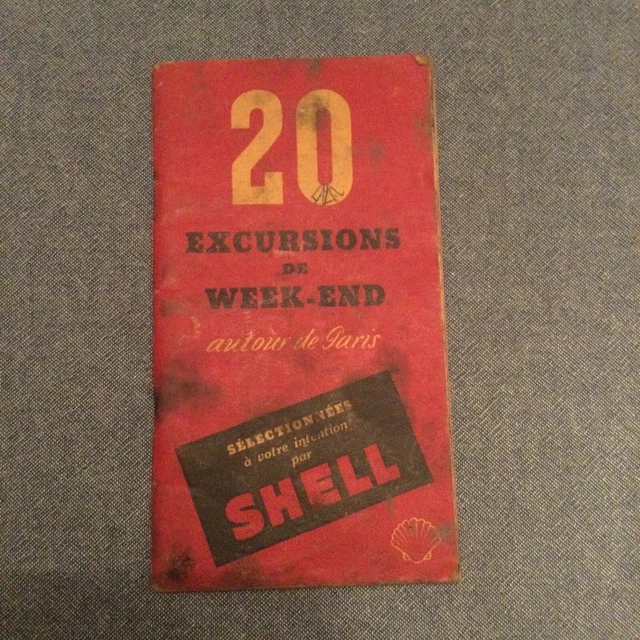 20
EXCURSIONS
DE
WEEK-END
autour de Paris
SÉLECTIONNÉES
à votre intention
par
SHELL